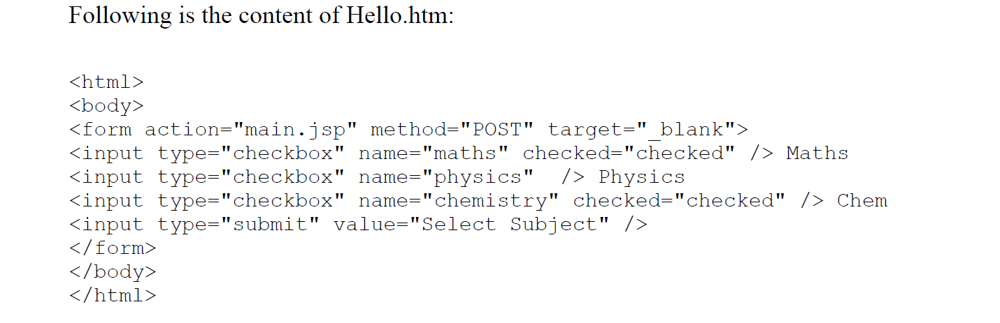 Following is the content of Hello.htm:
<html>
<body>
<form action="main.jsp" method="POST" target="_blank">
<input type="checkbox" name="maths" checked="checked" /> Maths
<input type="checkbox" name="physics"  /> Physics
<input type="checkbox" name="chemistry" checked="checked" /> Chem
<input type="submit" value="Select Subject" />
</form>
</body>
</html>